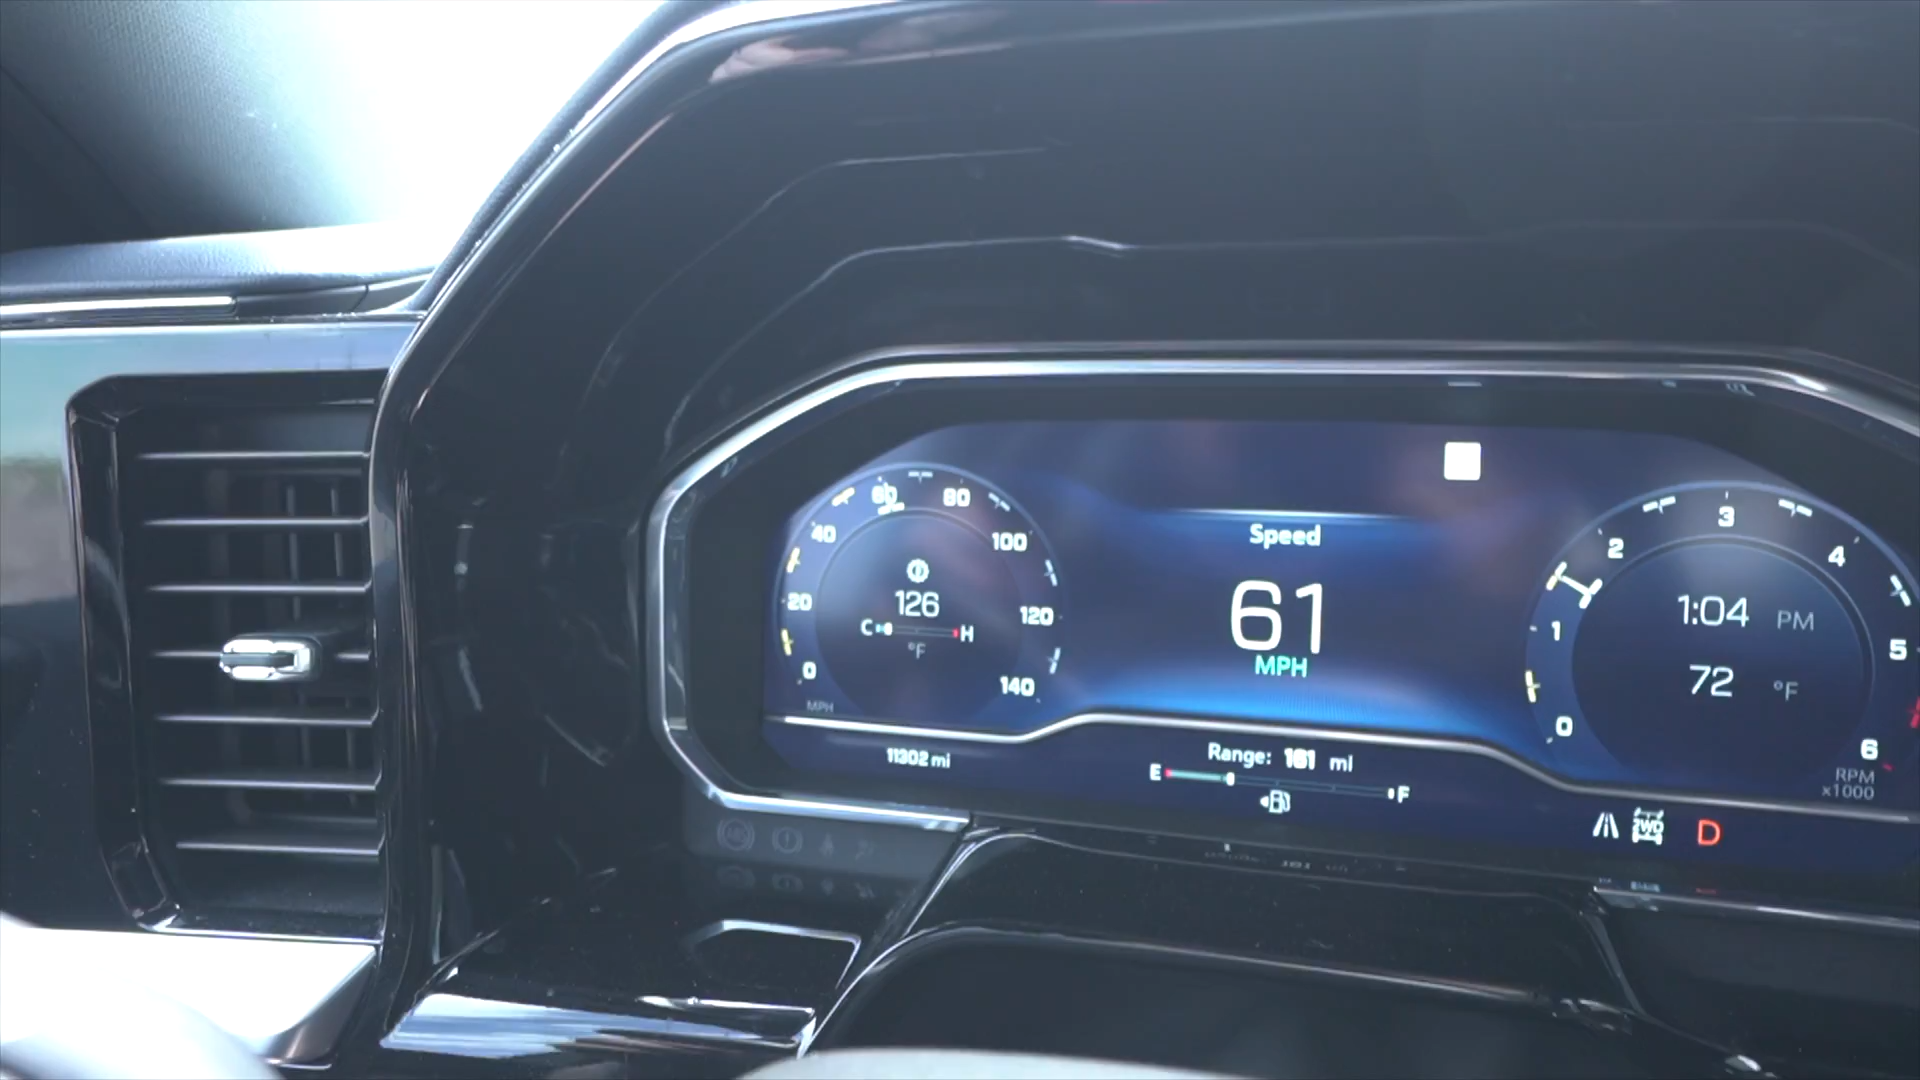 60 80
40 100
20 120
0 140
MPH
126
C H
°F
11302 mi
Speed
61
MPH
Range: 161 mi
E F
3
2 4
1 5
0 6
1:04 PM
72 °F
RPM
x1000
2WD
D